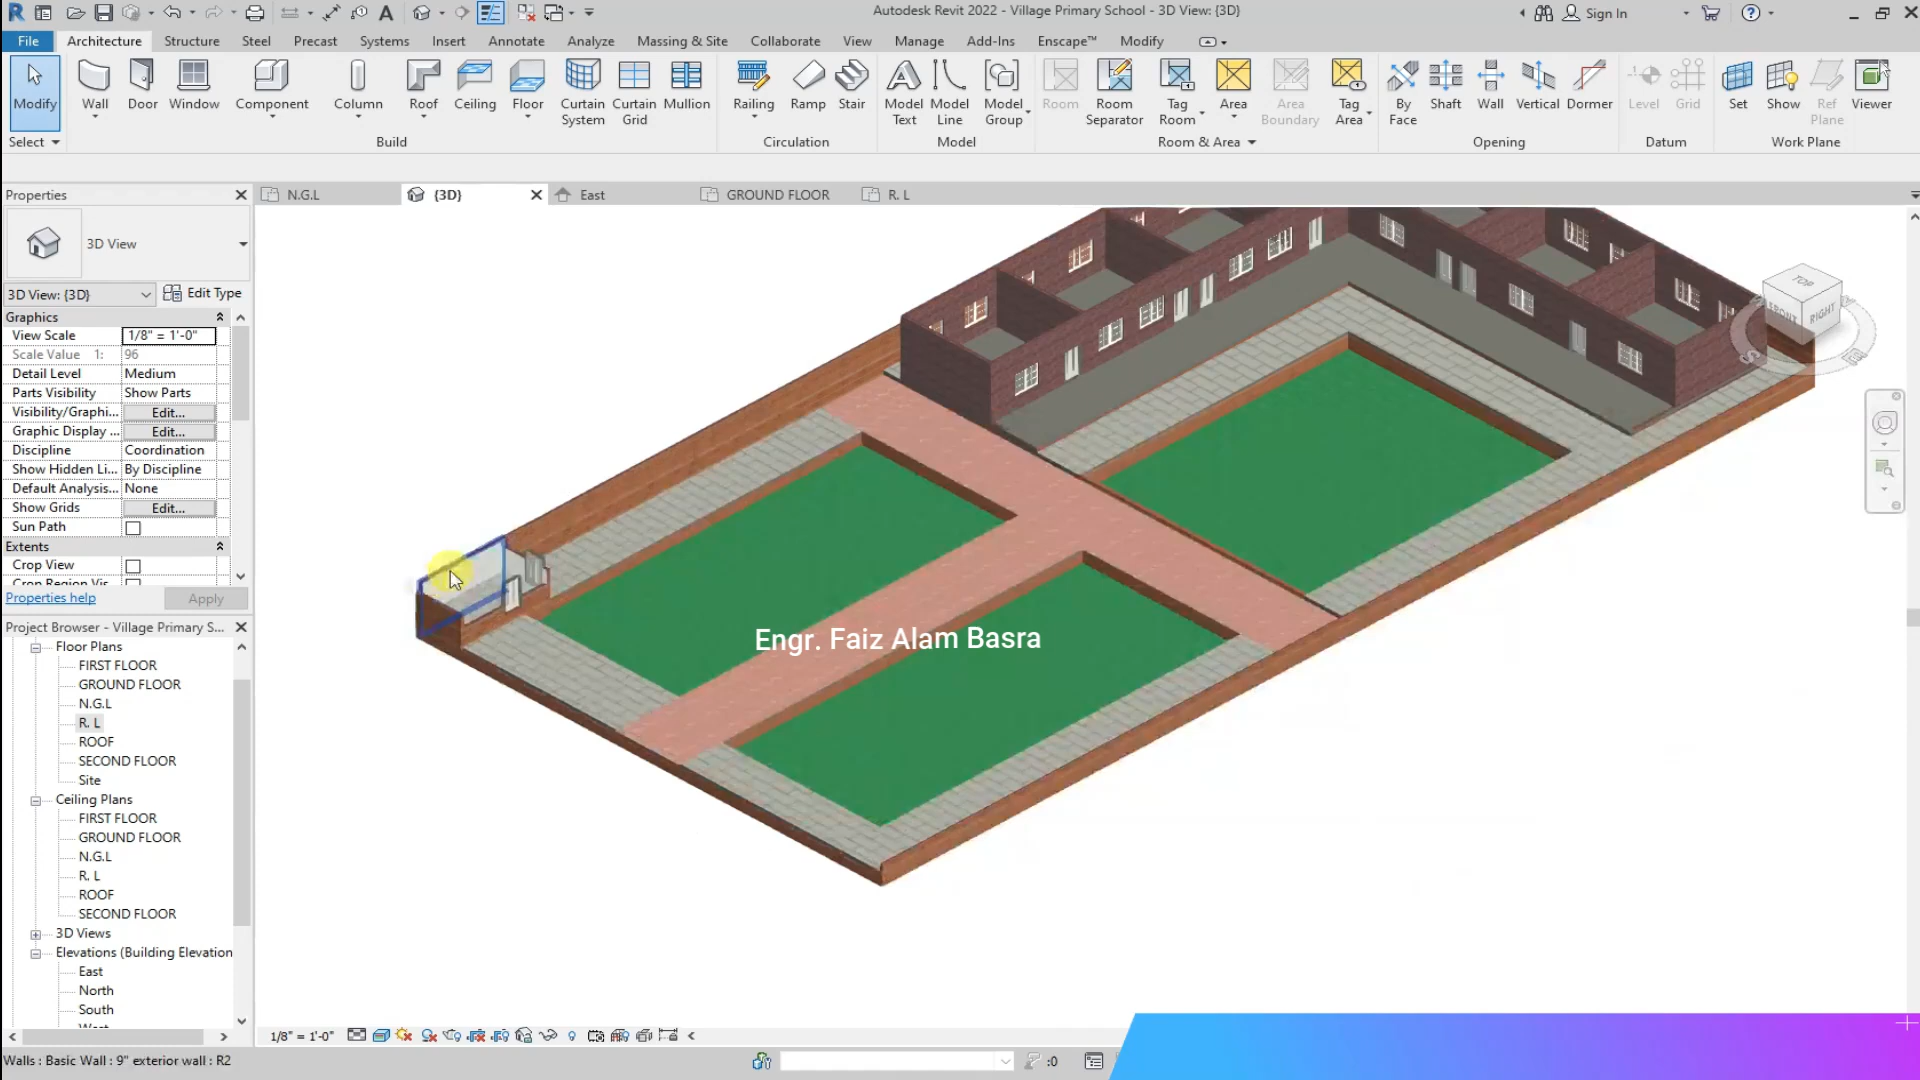 Autodesk Revit 2022 - Village Primary School - 3D View: {3D}
Sign In
File Architecture Structure Steel Precast Systems Insert Annotate Analyze Massing & Site Collaborate View Manage Add-Ins Enscape™ Modify
Modify
Wall
Door
Window
Component
Column
Roof
Ceiling
Floor
Curtain System
Curtain Grid
Mullion
Railing
Ramp
Stair
Model Text
Model Line
Model Group
Room
Room Separator
Tag Room
Area
Area Boundary
Tag Area
By Face
Shaft
Wall
Vertical
Dormer
Level
Grid
Set
Show
Ref Plane
Viewer
Select
Build
Circulation
Model
Room & Area
Opening
Datum
Work Plane
Properties
N.G.L
{3D}
East
GROUND FLOOR
R. L
3D View
3D View: {3D}
Edit Type
Graphics
View Scale 1/8" = 1'-0"
Scale Value 1: 96
Detail Level Medium
Parts Visibility Show Parts
Visibility/Graphi... Edit...
Graphic Display ... Edit...
Discipline Coordination
Show Hidden Li... By Discipline
Default Analysis... None
Show Grids Edit...
Sun Path
Extents
Crop View
Crop Region Vis
Properties help
Apply
Project Browser - Village Primary S...
Floor Plans
FIRST FLOOR
GROUND FLOOR
N.G.L
R. L
ROOF
SECOND FLOOR
Site
Ceiling Plans
FIRST FLOOR
GROUND FLOOR
N.G.L
R. L
ROOF
SECOND FLOOR
3D Views
Elevations (Building Elevation
East
North
South
West
TOP
FRONT
RIGHT
S
E
Engr. Faiz Alam Basra
1/8" = 1'-0"
Walls : Basic Wall : 9" exterior wall : R2
:0